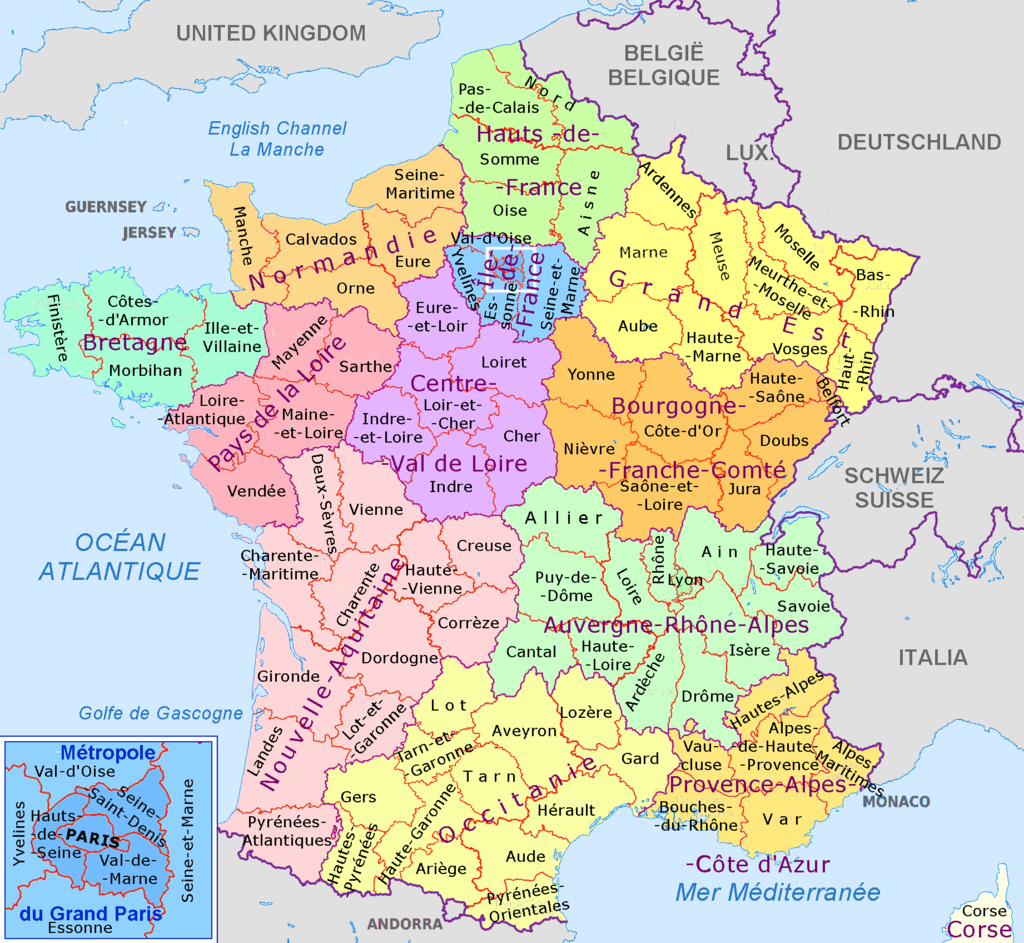 UNITED KINGDOM
BELGIË
BELGIQUE
DEUTSCHLAND
LUX.
English Channel
La Manche
GUERNSEY
JERSEY
Nord
Pas-
-de-Calais
Hauts -de-
-France
Somme
Oise
Aisne
Seine-
Maritime
Manche
Calvados
Eure
Orne
Normandie
Val-d'Oise
Yvelines
Es-
sonne
Seine-et-
Marne
Ile-
-de-
-France
Ardennes
Marne
Meuse
Moselle
Meurthe-et-
-Moselle
Bas-
-Rhin
Aube
Haute-
-Marne
Vosges
Haut-
-Rhin
Grand Est
Finistère
Côtes-
-d'Armor
Bretagne
Morbihan
Ille-et-
Villaine
Mayenne
Sarthe
Loire-
-Atlantique
Maine-
-et-Loire
Vendée
Pays de la Loire
Eure-
-et-Loir
Loiret
Centre-
Loir-et-
-Cher
Indre-
-et-Loire
Cher
-Val de Loire
Indre
Yonne
Haute-
-Saône
Belfort
Bourgogne-
Côte-d'Or
Nièvre
Doubs
-Franche-Comté
Saône-et-
-Loire
Jura
SCHWEIZ
SUISSE
OCÉAN
ATLANTIQUE
Deux-Sèvres
Vienne
Charente-
-Maritime
Charente
Haute-
-Vienne
Creuse
Corrèze
Dordogne
Gironde
Lot-et-
Garonne
Landes
Pyrénées-
Atlantiques
Nouvelle-Aquitaine
Allier
Puy-de-
-Dôme
Loire
Rhône
Lyon
Ain
Haute-
-Savoie
Savoie
Auvergne-Rhône-Alpes
Cantal
Haute-
-Loire
Ardèche
Isère
Drôme
ITALIA
Golfe de Gascogne
Lot
Aveyron
Lozère
Tarn-et-
Garonne
Tarn
Gard
Gers
Hérault
Hautes-
pyrénées
Haute-Garonne
Ariège
Aude
Pyrénées-
Orientales
Occitanie
Hautes-Alpes
Alpes-
-de-Haute
-Provence
Alpes
Maritimes
Vau-
cluse
Provence-Alpes-
Bouches-
-du-Rhône
Var
-Côte d'Azur
MONACO
Mer Méditerranée
ANDORRA
Corse
Corse
Métropole
Val-d'Oise
Seine-
Saint-Denis
Yvelines
Hauts-
-de-
-Seine
PARIS
Val-de-
-Marne
Seine-et-Marne
du Grand Paris
Essonne